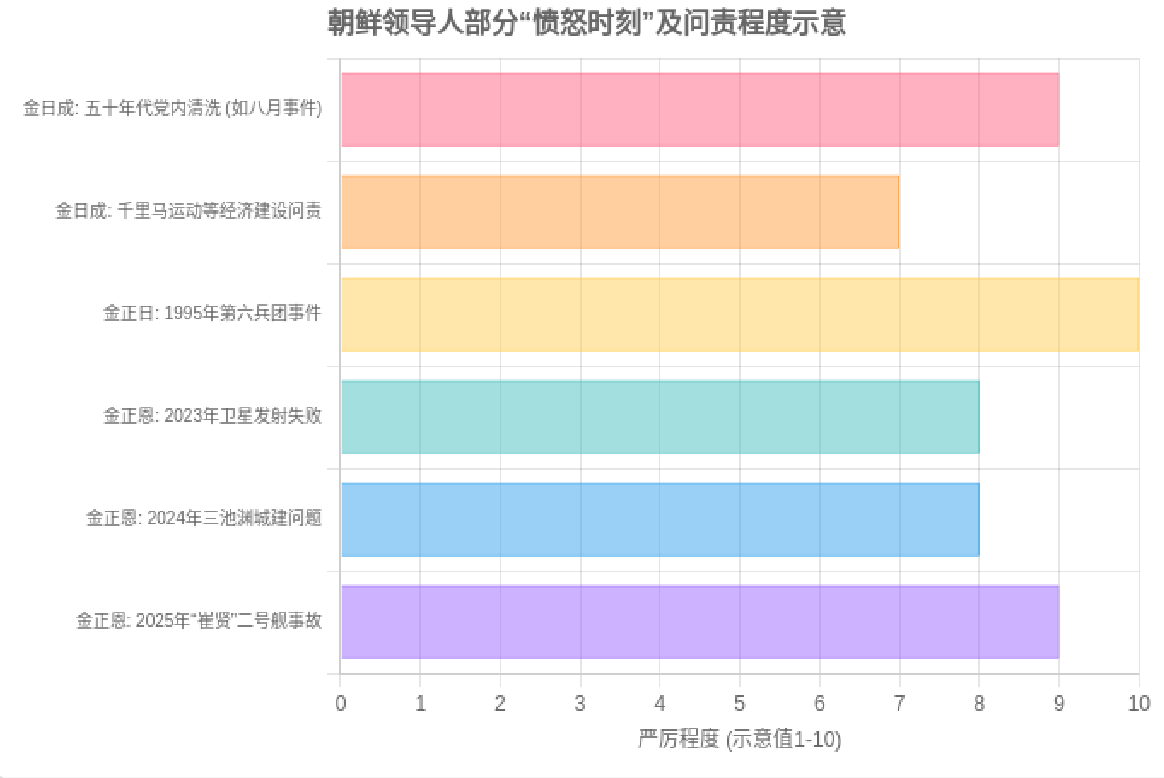 朝鲜领导人部分“愤怒时刻”及问责程度示意
金日成: 五十年代党内清洗 (如八月事件)
金日成: 千里马运动等经济建设问责
金正日: 1995年第六兵团事件
金正恩: 2023年卫星发射失败
金正恩: 2024年三池渊城建问题
金正恩: 2025年“崔贤”二号舰事故
0 1 2 3 4 5 6 7 8 9 10
严厉程度 (示意值1-10)